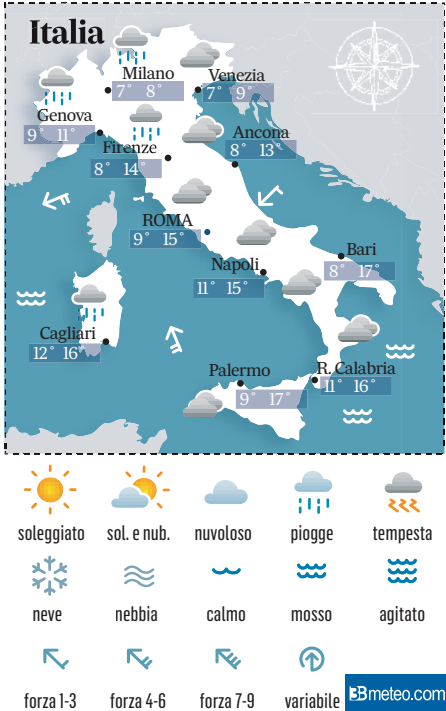 Italia
Milano
7° 8°
Venezia
7° 9°
Genova
9° 11°
Firenze
8° 14°
Ancona
8° 13°
ROMA
9° 15°
Napoli
11° 15°
Bari
8° 17°
Cagliari
12° 16°
Palermo
9° 17°
R. Calabria
11° 16°
soleggiato sol. e nub. nuvoloso piogge tempesta
neve nebbia calmo mosso agitato
forza 1-3 forza 4-6 forza 7-9 variabile
3Bmeteo.com